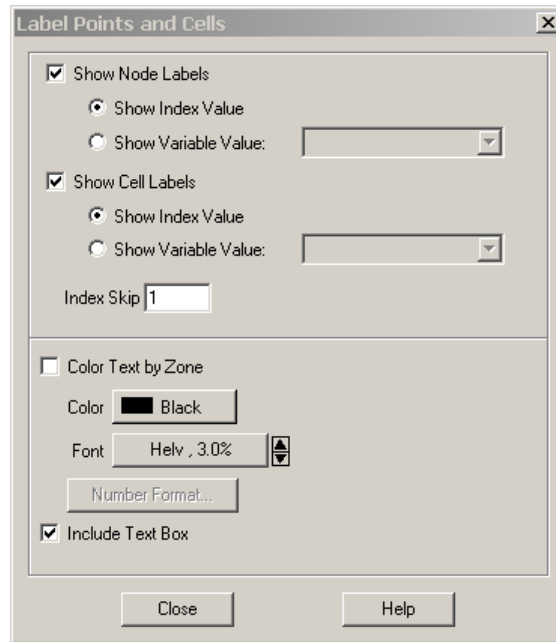 Label Points and Cells
Show Node Labels
Show Index Value
Show Variable Value:
Show Cell Labels
Show Index Value
Show Variable Value:
Index Skip 1
Color Text by Zone
Color Black
Font Helv , 3.0%
Number Format...
Include Text Box
Close Help